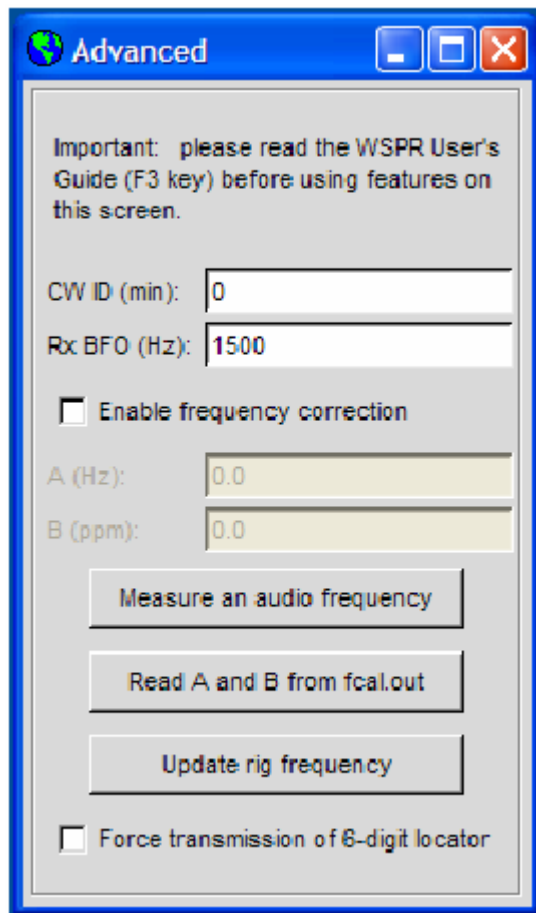 Advanced
Important: please read the WSPR User's
Guide (F3 key) before using features on
this screen.
CW ID (min): 0
Rx BFO (Hz): 1500
Enable frequency correction
A (Hz): 0.0
B (ppm): 0.0
Measure an audio frequency
Read A and B from fcal.out
Update rig frequency
Force transmission of 6-digit locator